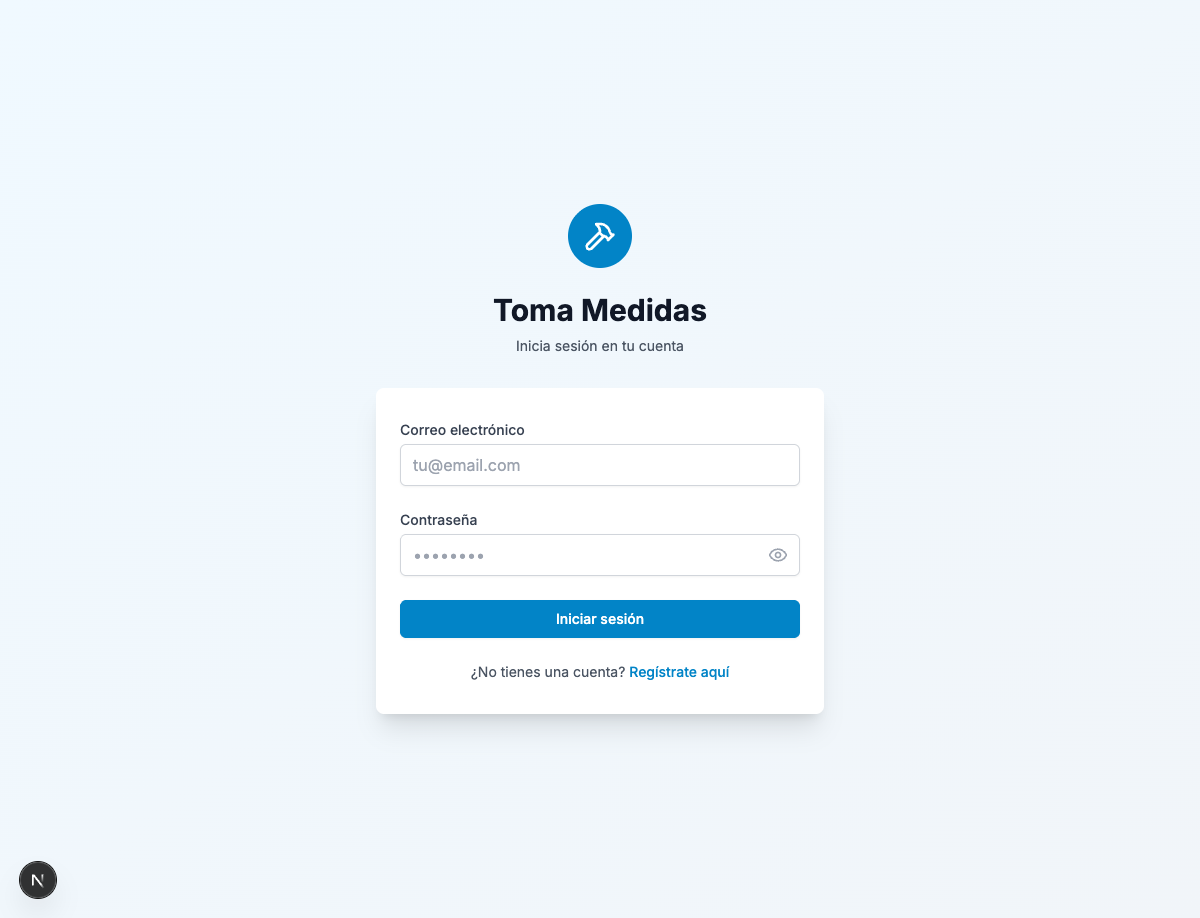 Toma Medidas
Inicia sesión en tu cuenta
Correo electrónico
tu@email.com
Contraseña
••••••••
Iniciar sesión
¿No tienes una cuenta? Regístrate aquí
N